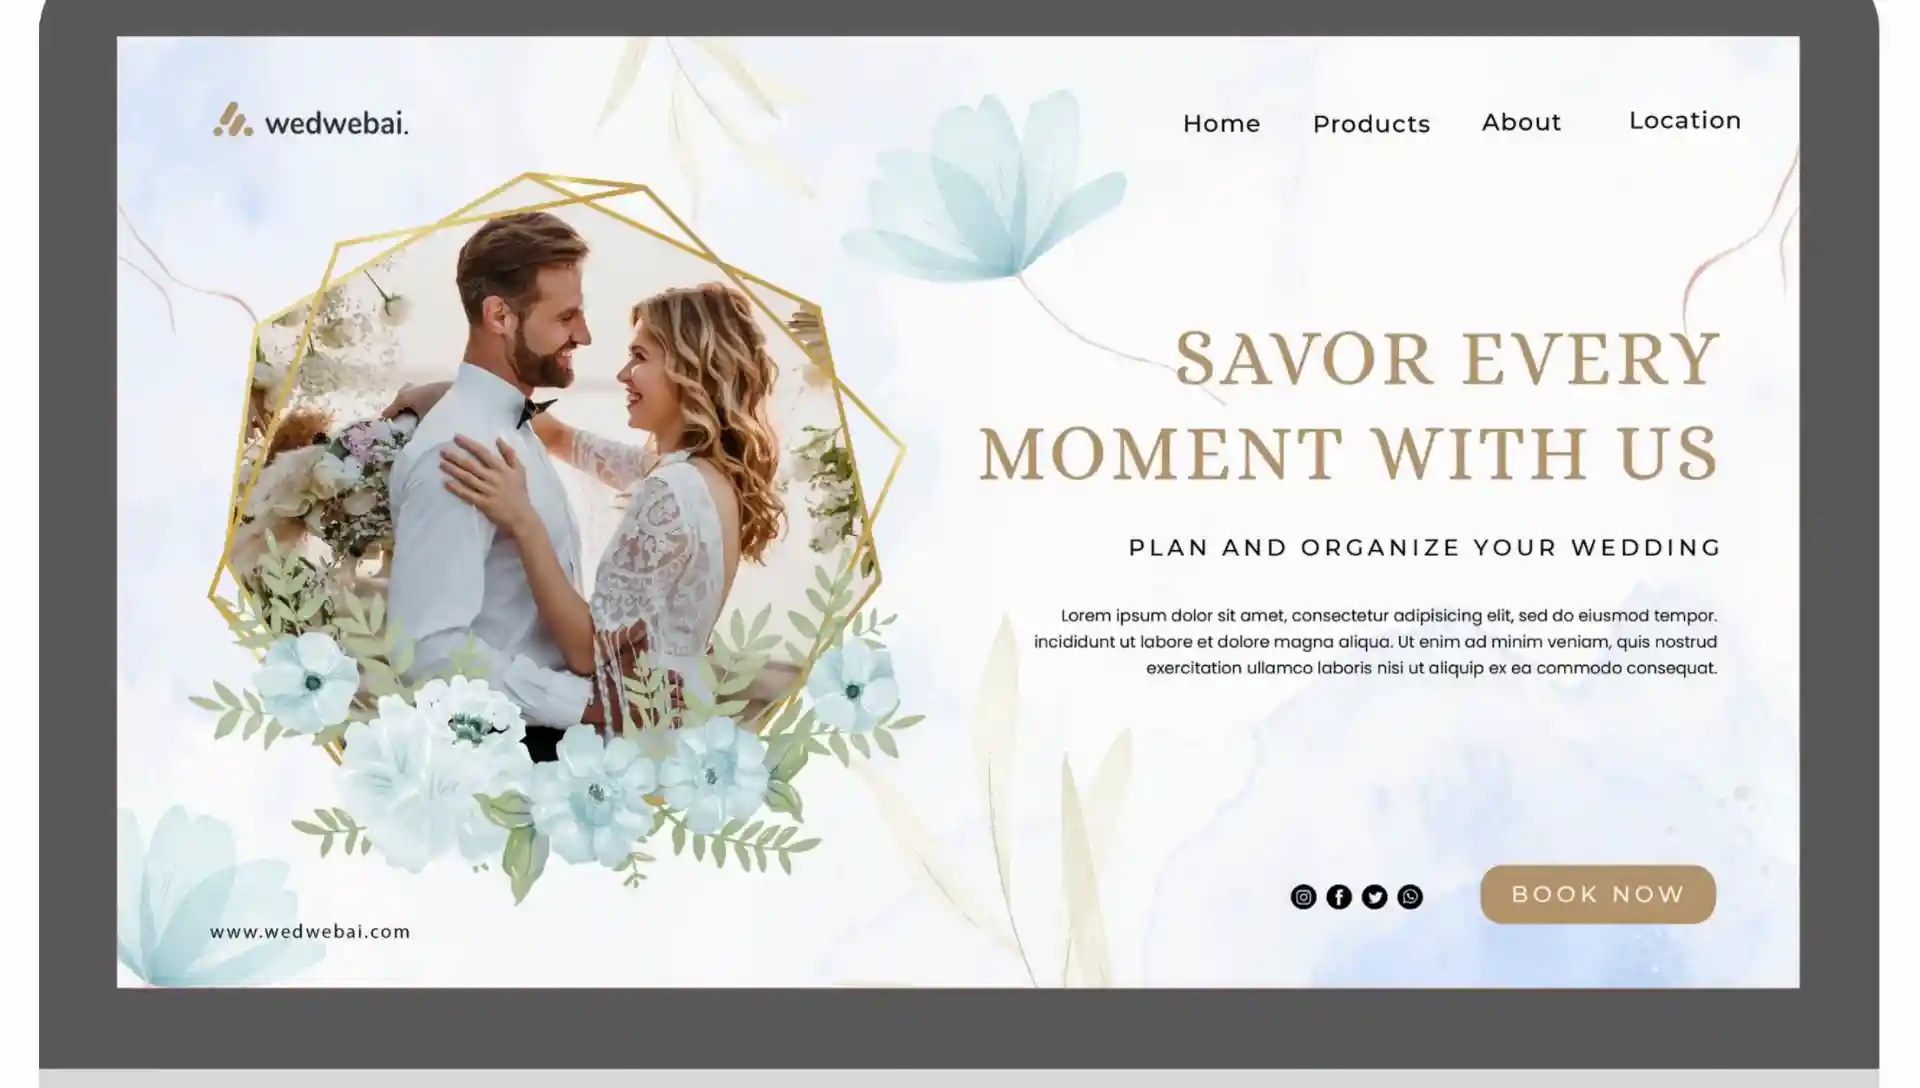 wedwebai.
Home Products About Location
SAVOR EVERY
MOMENT WITH US
PLAN AND ORGANIZE YOUR WEDDING
Lorem ipsum dolor sit amet, consectetur adipisicing elit, sed do eiusmod tempor.
incididunt ut labore et dolore magna aliqua. Ut enim ad minim veniam, quis nostrud
exercitation ullamco laboris nisi ut aliquip ex ea commodo consequat.
BOOK NOW
www.wedwebai.com